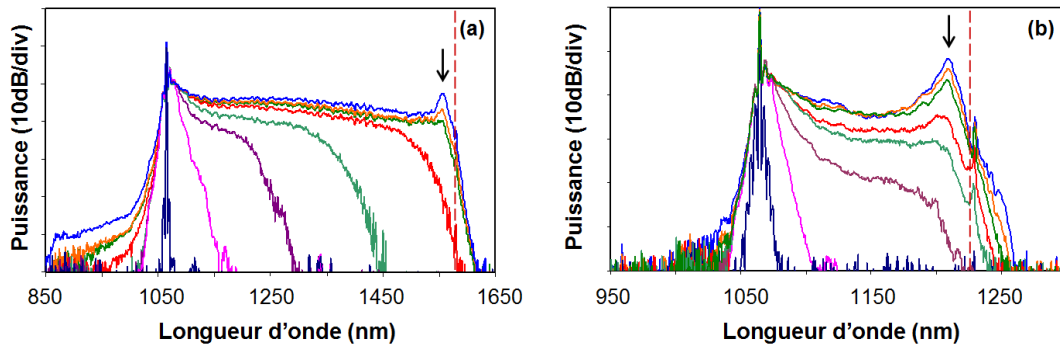 (a)
Puissance (10dB/div)
850 1050 1250 1450 1650
Longueur d’onde (nm)
(b)
Puissance (10dB/div)
950 1050 1150 1250
Longueur d’onde (nm)